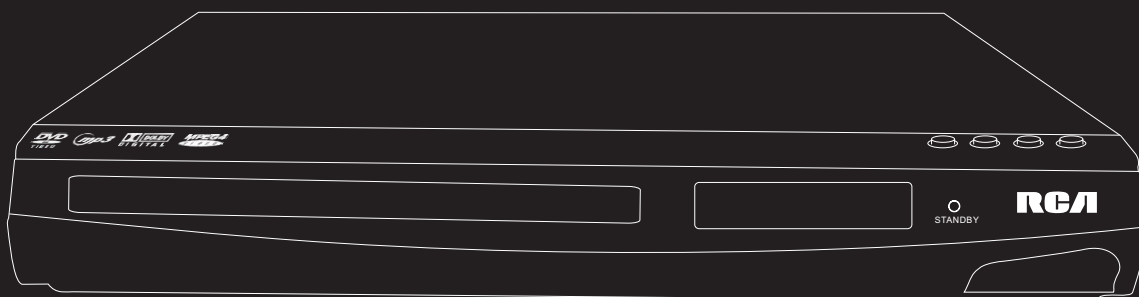 DVD
VIDEO
mp3
DOLBY
DIGITAL
MPEG4
STANDBY
RCA